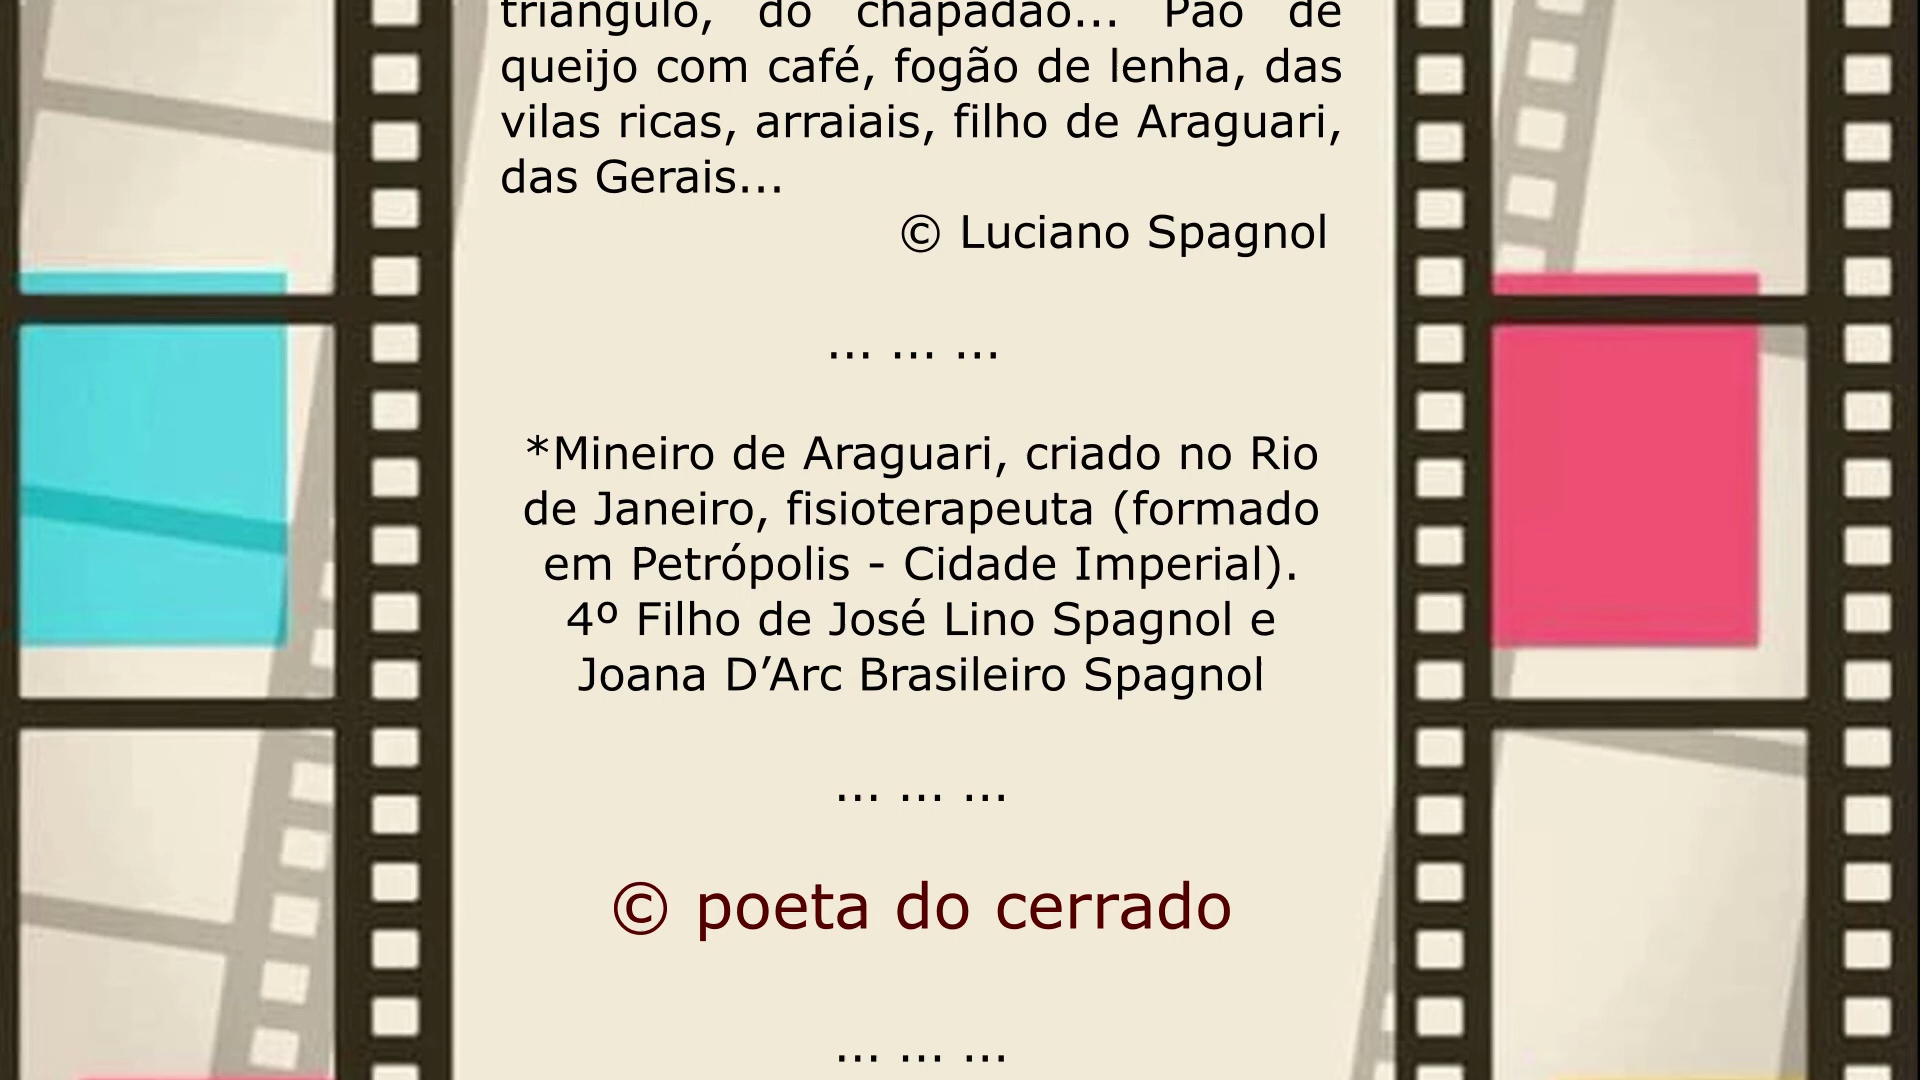 triângulo, do chapadão... Pão de
queijo com café, fogão de lenha, das
vilas ricas, arraiais, filho de Araguari,
das Gerais...
© Luciano Spagnol
... ... ...
*Mineiro de Araguari, criado no Rio
de Janeiro, fisioterapeuta (formado
em Petrópolis - Cidade Imperial).
4º Filho de José Lino Spagnol e
Joana D’Arc Brasileiro Spagnol
... ... ...
© poeta do cerrado
... ... ...